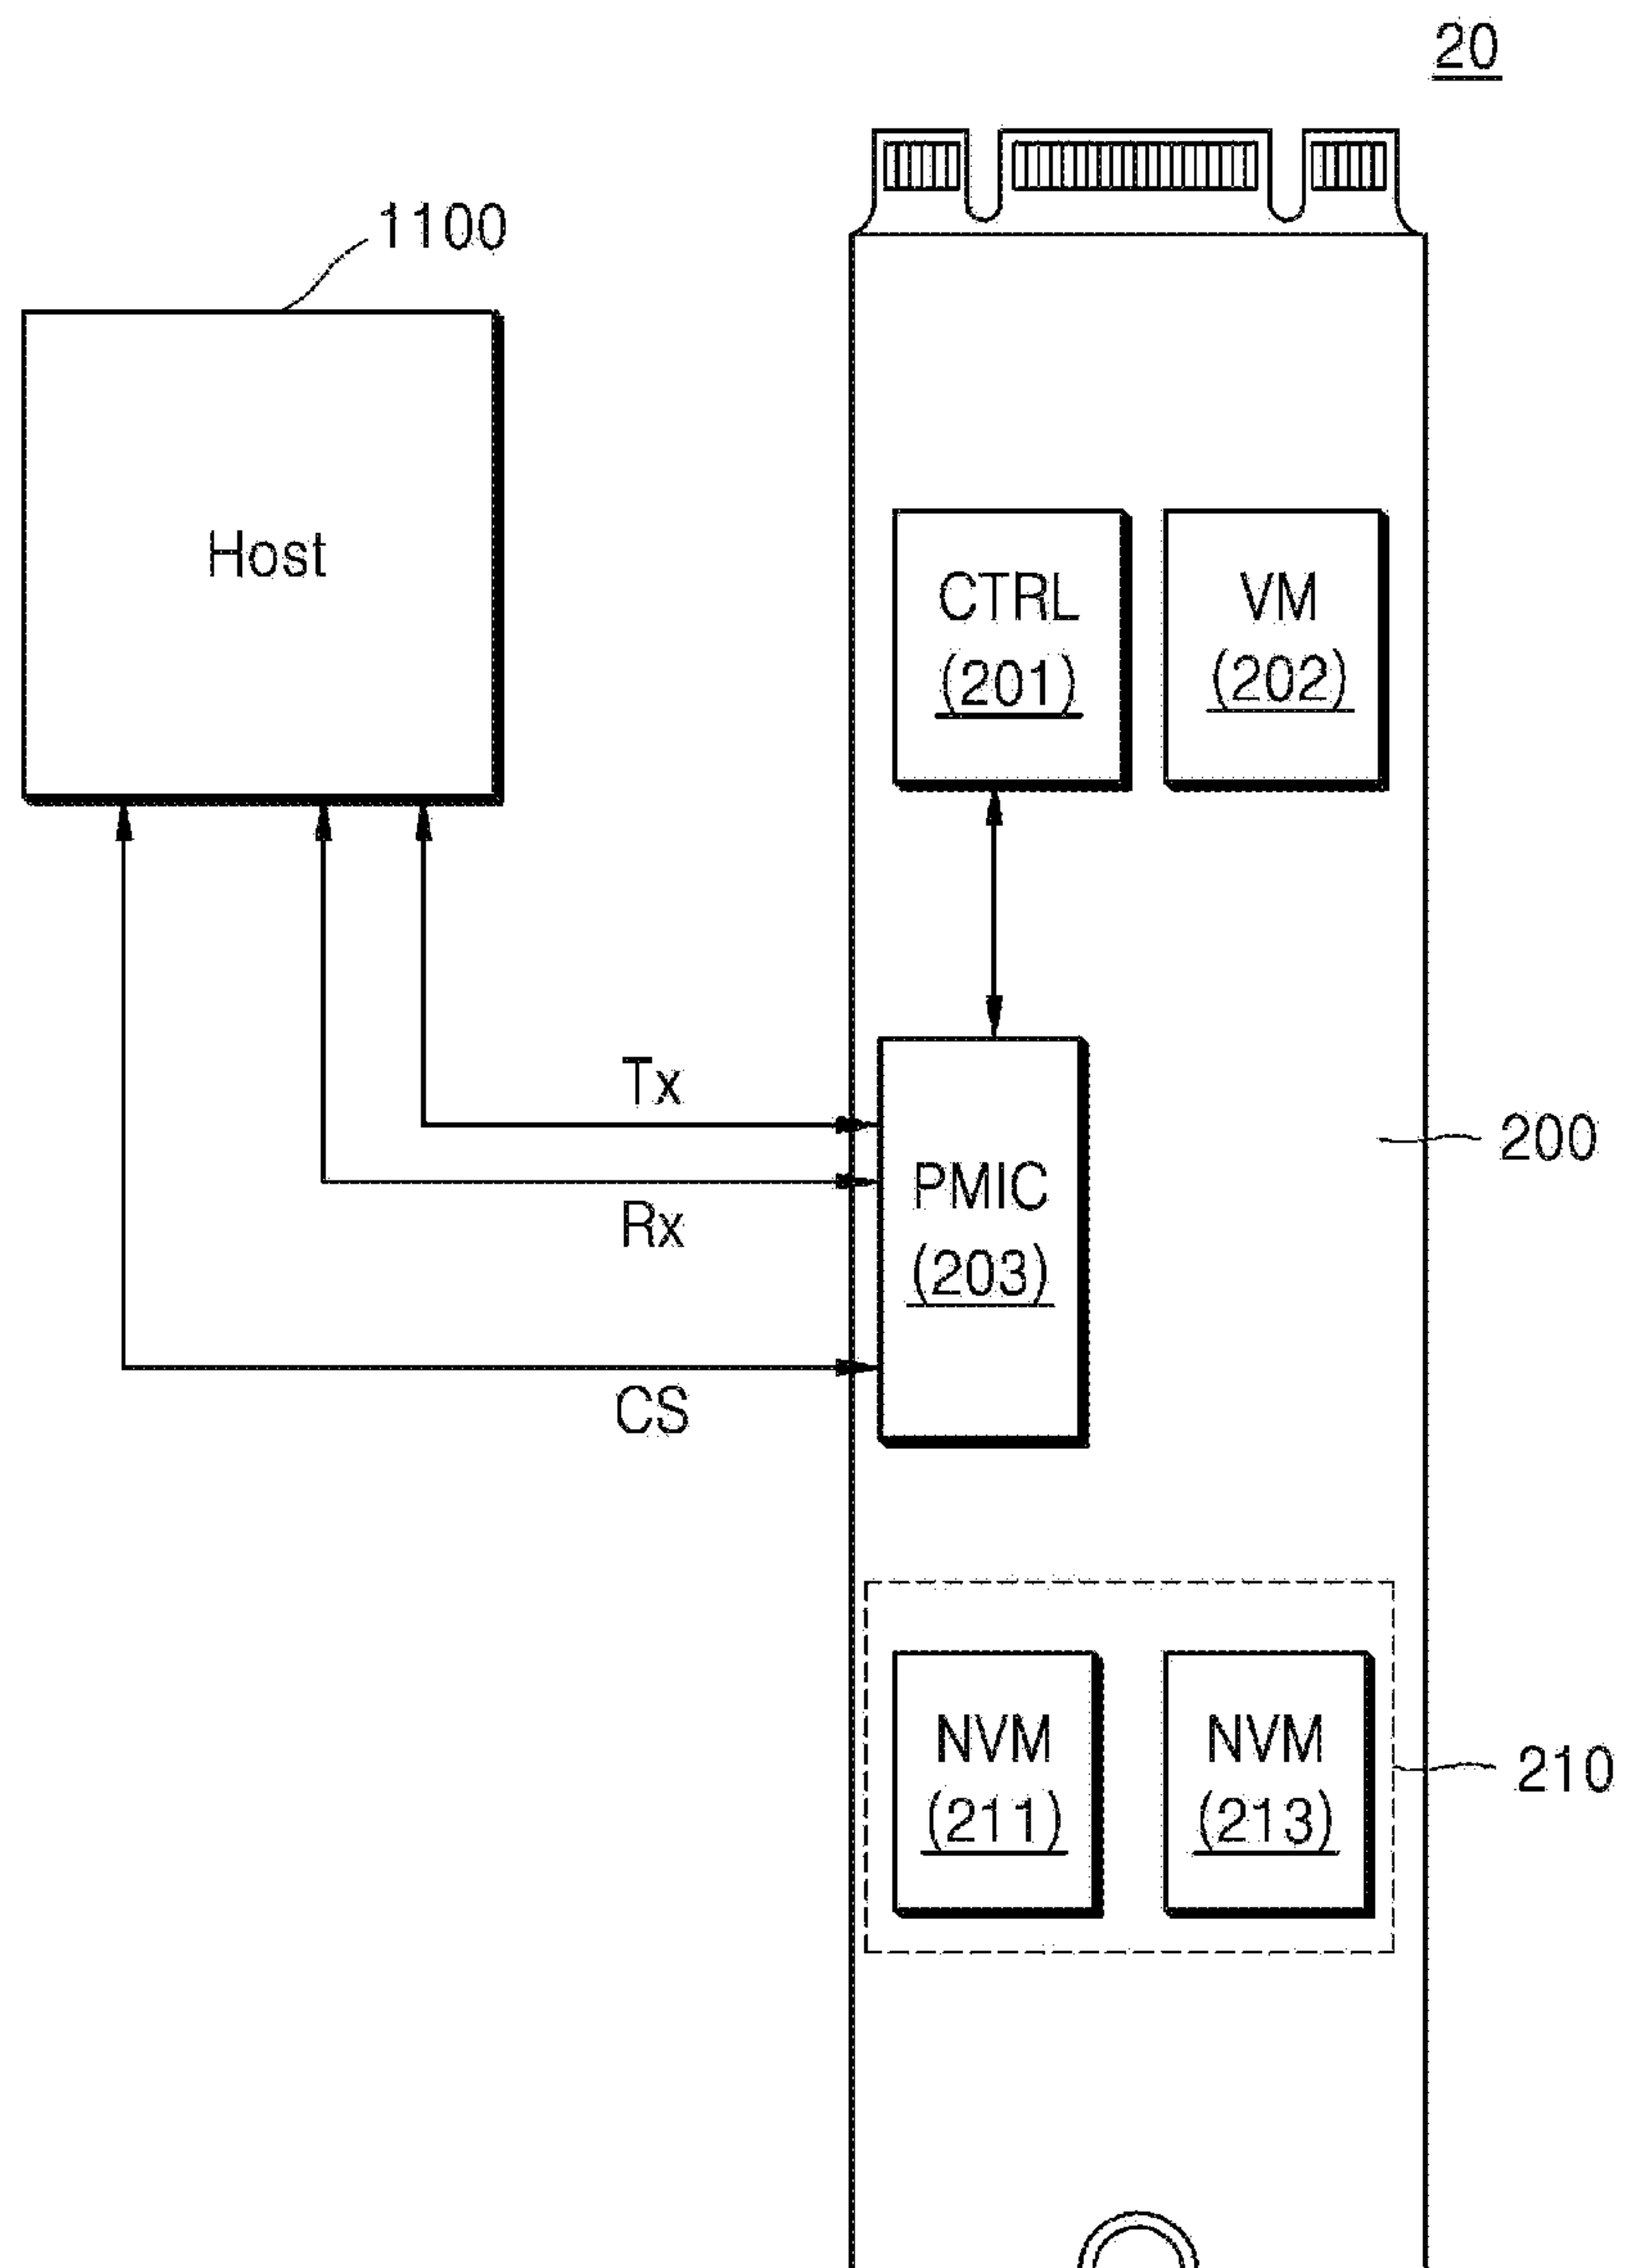 20
1100
Host
CTRL
(201)
VM
(202)
Tx
Rx
CS
PMIC
(203)
200
NVM
(211)
NVM
(213)
210